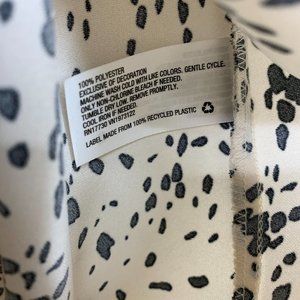 100% POLYESTER
EXCLUSIVE OF DECORATION
MACHINE WASH COLD WITH LIKE COLORS. GENTLE CYCLE.
ONLY NON-CHLORINE BLEACH IF NEEDED.
TUMBLE DRY LOW. REMOVE PROMPTLY.
COOL IRON IF NEEDED.
RN17730 VN1973122
LABEL MADE FROM 100% RECYCLED PLASTIC